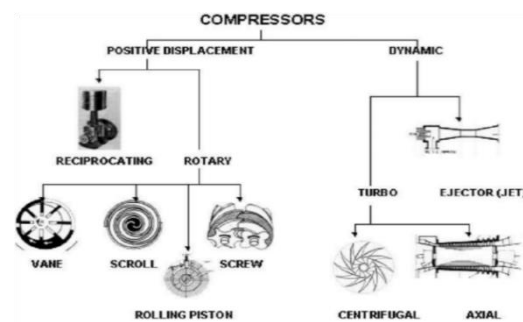 COMPRESSORS
POSITIVE DISPLACEMENT
DYNAMIC
RECIPROCATING
ROTARY
TURBO
EJECTOR (JET)
VANE
SCROLL
SCREW
ROLLING PISTON
CENTRIFUGAL
AXIAL